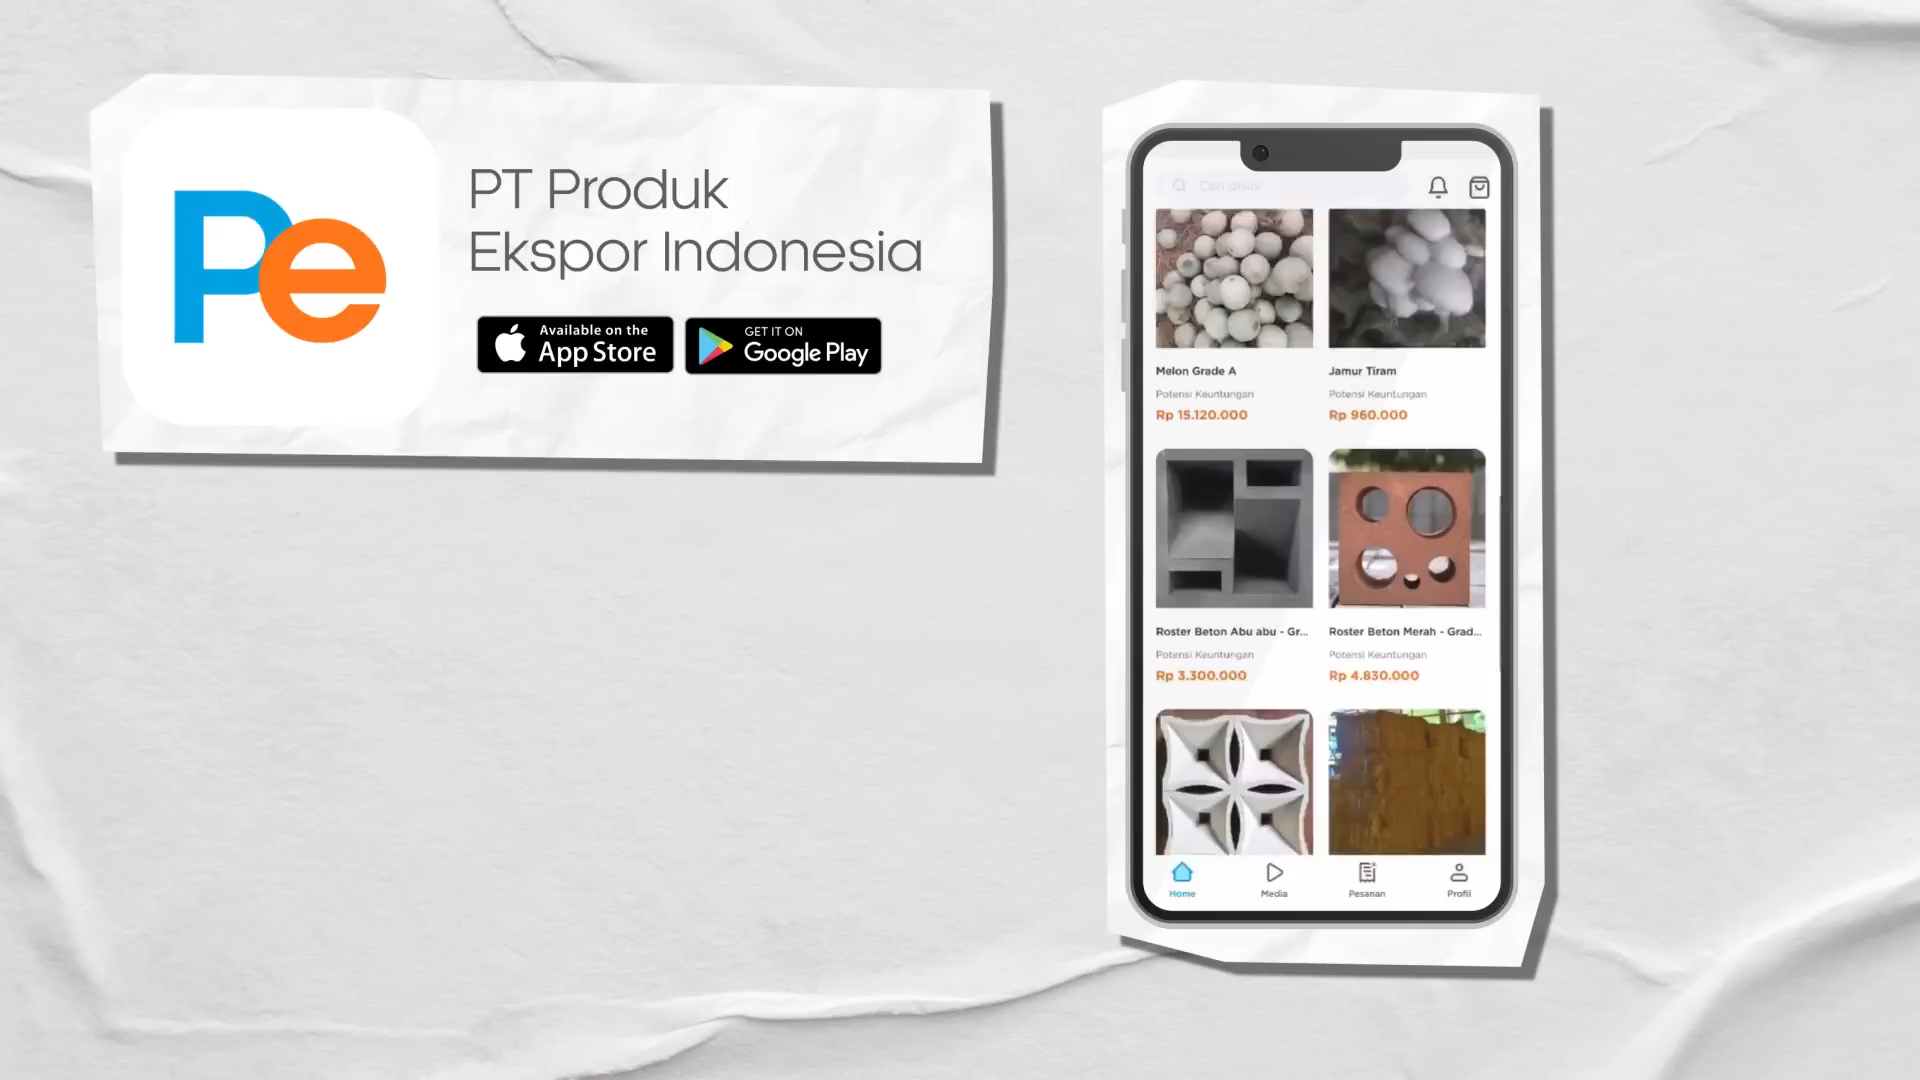 Pe
PT Produk
Ekspor Indonesia
Available on the
App Store
GET IT ON
Google Play
Cari disini
Melon Grade A
Potensi Keuntungan
Rp 15.120.000
Jamur Tiram
Potensi Keuntungan
Rp 960.000
Roster Beton Abu abu - Gr...
Potensi Keuntungan
Rp 3.300.000
Roster Beton Merah - Grad...
Potensi Keuntungan
Rp 4.830.000
Home
Media
Pesanan
Profil